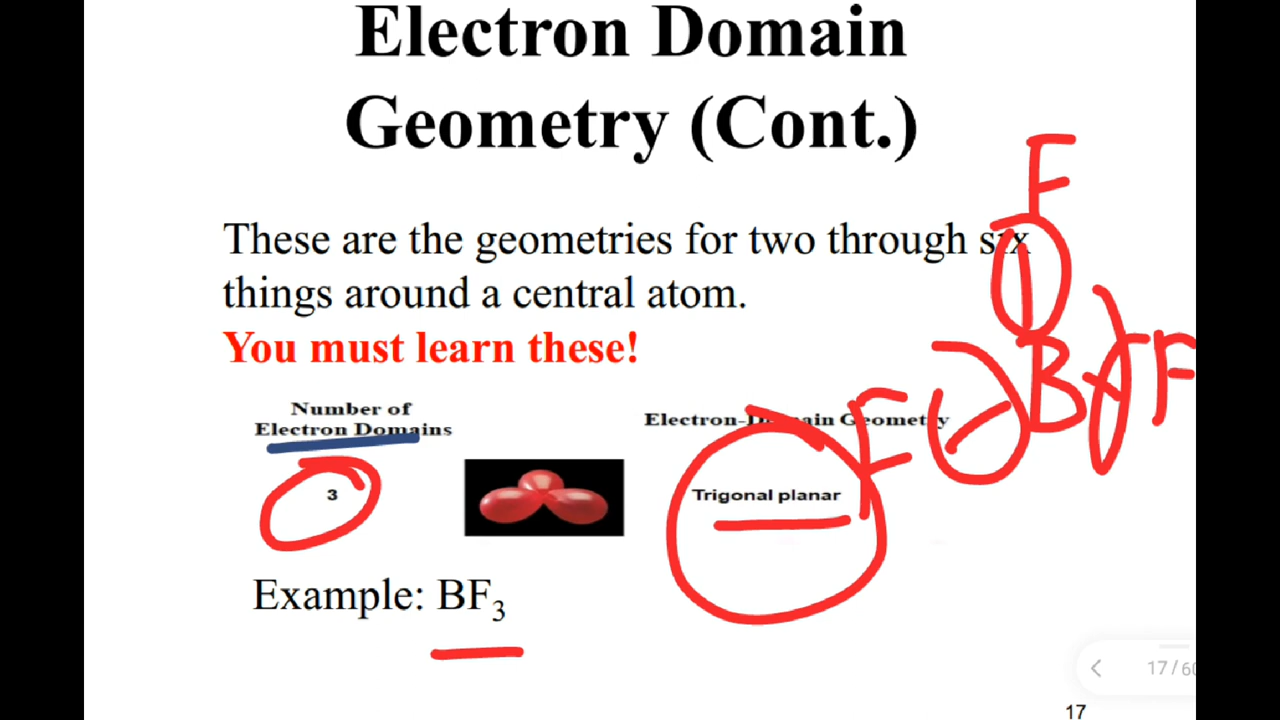 Electron Domain
Geometry (Cont.)
These are the geometries for two through six
things around a central atom.
You must learn these!
Number of
Electron Domains
Electron-Domain Geometry
3
Trigonal planar
Example: BF₃
F
B
F
F
17/60
17